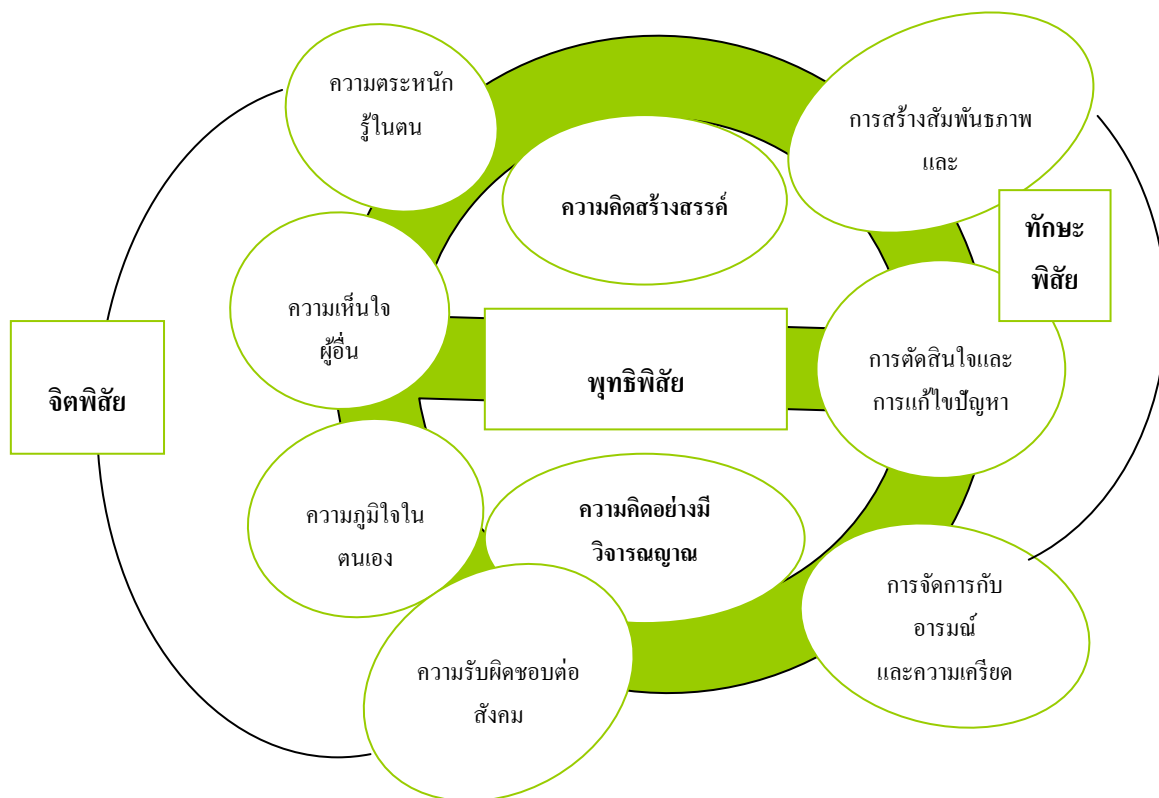 ความตระหนัก
รู้ในตน
การสร้างสัมพันธภาพ
และ
ความคิดสร้างสรรค์
ทักษะ
พิสัย
ความเห็นใจ
ผู้อื่น
จิตพิสัย
พุทธิพิสัย
การตัดสินใจและ
การแก้ไขปัญหา
ความภูมิใจใน
ตนเอง
ความคิดอย่างมี
วิจารณญาณ
การจัดการกับ
อารมณ์
และความเครียด
ความรับผิดชอบต่อ
สังคม